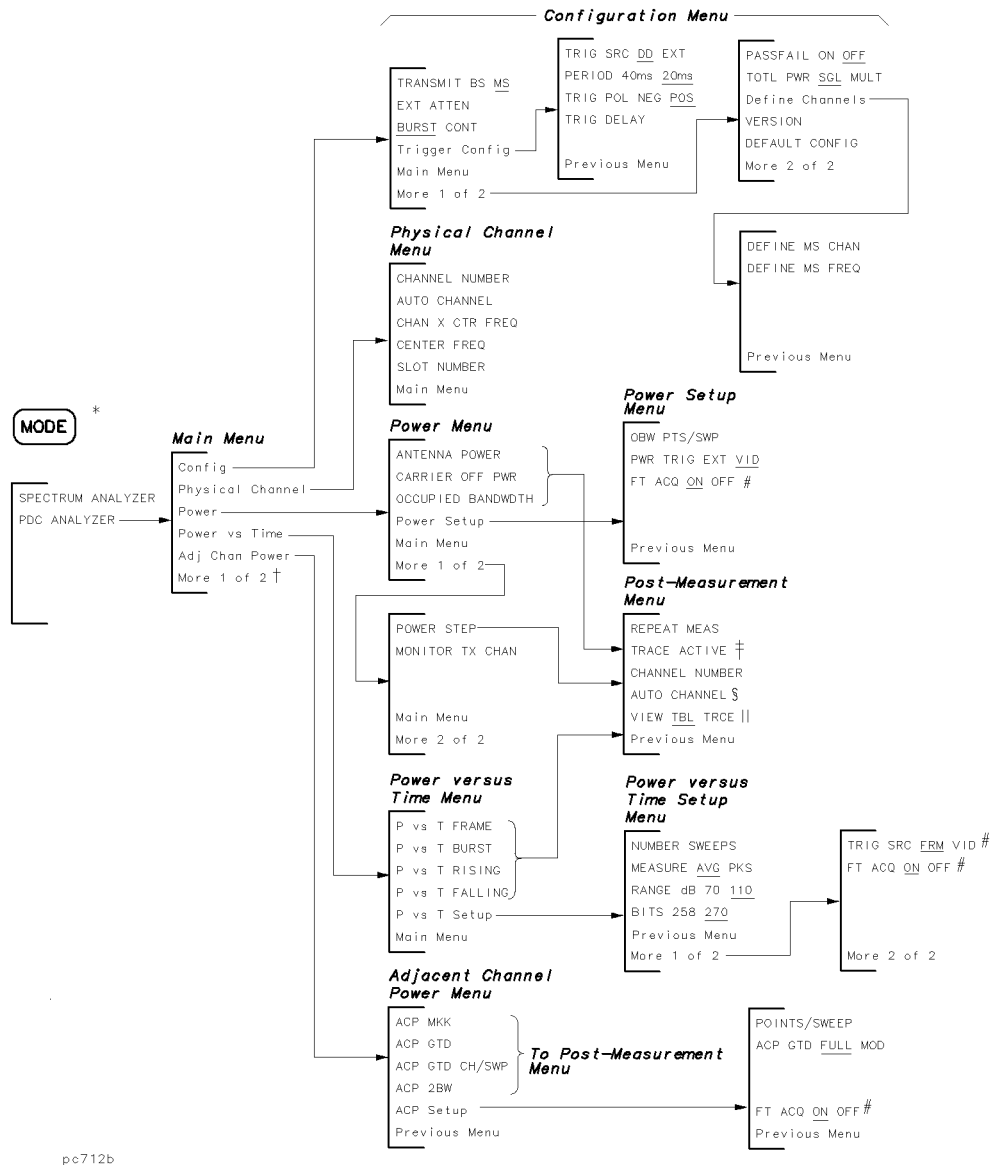 Configuration Menu
TRANSMIT BS MS
EXT ATTEN
BURST CONT
Trigger Config
Main Menu
More 1 of 2
TRIG SRC DD EXT
PERIOD 40ms 20ms
TRIG POL NEG POS
TRIG DELAY
Previous Menu
PASSFAIL ON OFF
TOTL PWR SGL MULT
Define Channels
VERSION
DEFAULT CONFIG
More 2 of 2
DEFINE MS CHAN
DEFINE MS FREQ
Previous Menu
Physical Channel
Menu
CHANNEL NUMBER
AUTO CHANNEL
CHAN X CTR FREQ
CENTER FREQ
SLOT NUMBER
Main Menu
MODE *
SPECTRUM ANALYZER
PDC ANALYZER
Main Menu
Config
Physical Channel
Power
Power vs Time
Adj Chan Power
More 1 of 2 †
Power Menu
ANTENNA POWER
CARRIER OFF PWR
OCCUPIED BANDWDTH
Power Setup
Main Menu
More 1 of 2
Power Setup
Menu
OBW PTS/SWP
PWR TRIG EXT VID
FT ACQ ON OFF #
Previous Menu
POWER STEP
MONITOR TX CHAN
Main Menu
More 2 of 2
Post-Measurement
Menu
REPEAT MEAS
TRACE ACTIVE ‡
CHANNEL NUMBER
AUTO CHANNEL §
VIEW TBL TRCE ||
Previous Menu
Power versus
Time Menu
P vs T FRAME
P vs T BURST
P vs T RISING
P vs T FALLING
P vs T Setup
Main Menu
Power versus
Time Setup
Menu
NUMBER SWEEPS
MEASURE AVG PKS
RANGE dB 70 110
BITS 258 270
Previous Menu
More 1 of 2
TRIG SRC FRM VID #
FT ACQ ON OFF #
More 2 of 2
Adjacent Channel
Power Menu
ACP MKK
ACP GTD
ACP GTD CH/SWP
ACP 2BW
ACP Setup
Previous Menu
To Post-Measurement
Menu
POINTS/SWEEP
ACP GTD FULL MOD
FT ACQ ON OFF #
Previous Menu
pc712b